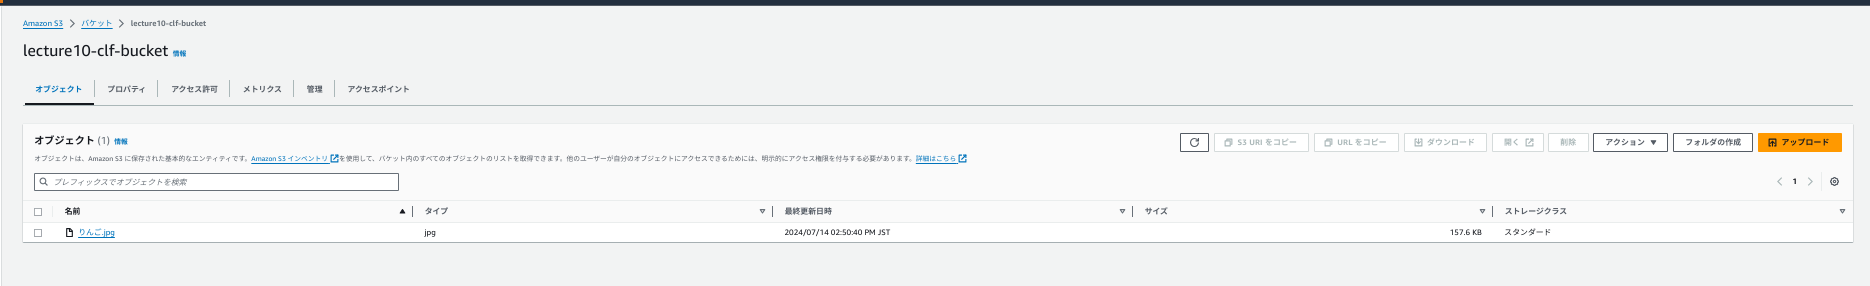 Amazon S3 > バケット > lecture10-clf-bucket
lecture10-clf-bucket 情報
オブジェクト プロパティ アクセス許可 メトリクス 管理 アクセスポイント
オブジェクト (1) 情報
S3 URI をコピー URL をコピー ダウンロード 開く 削除 アクション ▼ フォルダの作成 アップロード
オブジェクトは、Amazon S3 に保存された基本的なエンティティです。Amazon S3 インベントリ を使用して、バケット内のすべてのオブジェクトのリストを取得できます。他のユーザーが自分のオブジェクトにアクセスできるためには、明示的にアクセス権限を付与する必要があります。詳細はこちら
プレフィックスでオブジェクトを検索
1
名前 タイプ 最終更新日時 サイズ ストレージクラス
りんご.jpg jpg 2024/07/14 02:50:40 PM JST 157.6 KB スタンダード